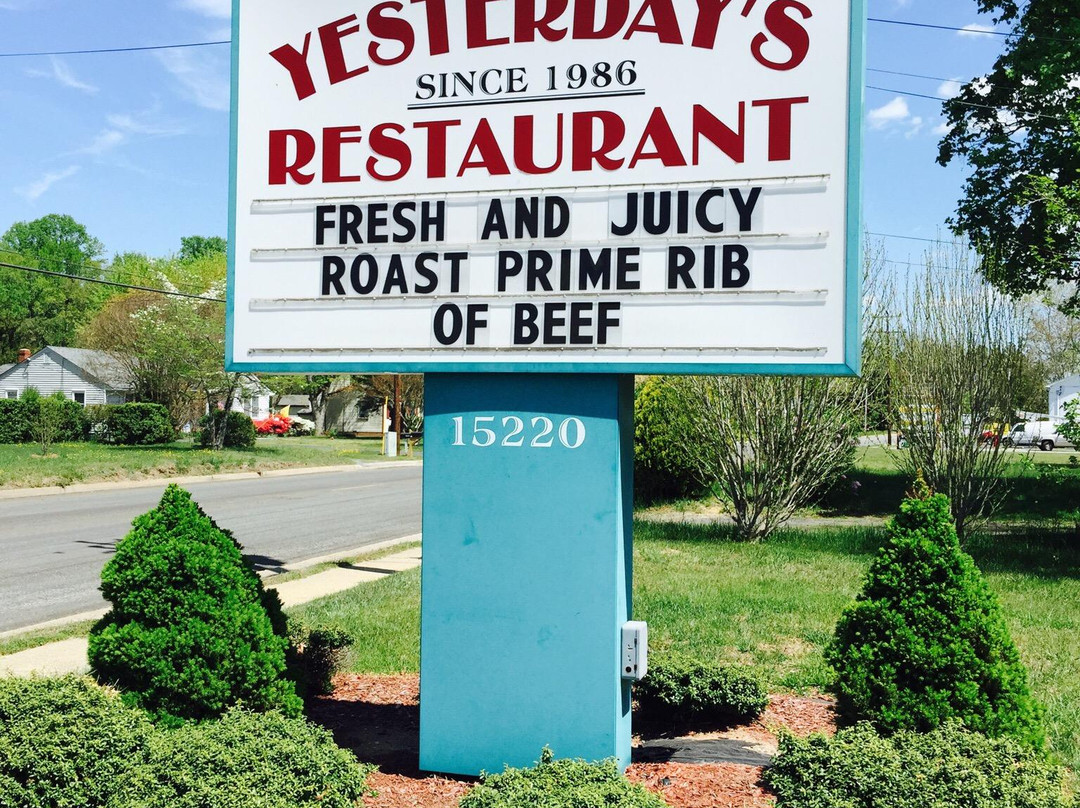 YESTERDAY'S
SINCE 1986
RESTAURANT
FRESH AND JUICY
ROAST PRIME RIB
OF BEEF
15220